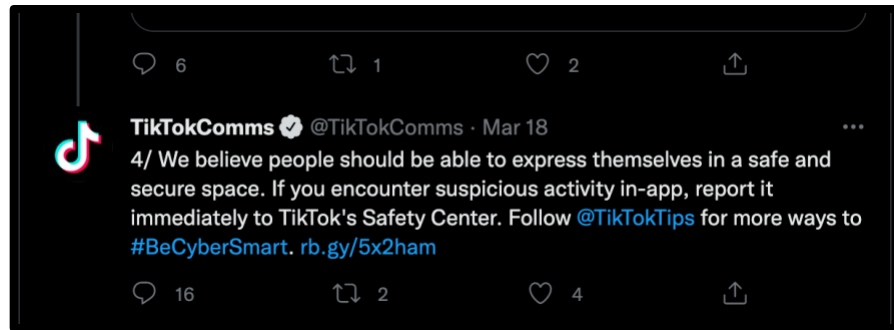 6 1 2
TikTokComms @TikTokComms · Mar 18
4/ We believe people should be able to express themselves in a safe and
secure space. If you encounter suspicious activity in-app, report it
immediately to TikTok's Safety Center. Follow @TikTokTips for more ways to
#BeCyberSmart. rb.gy/5x2ham
16 2 4